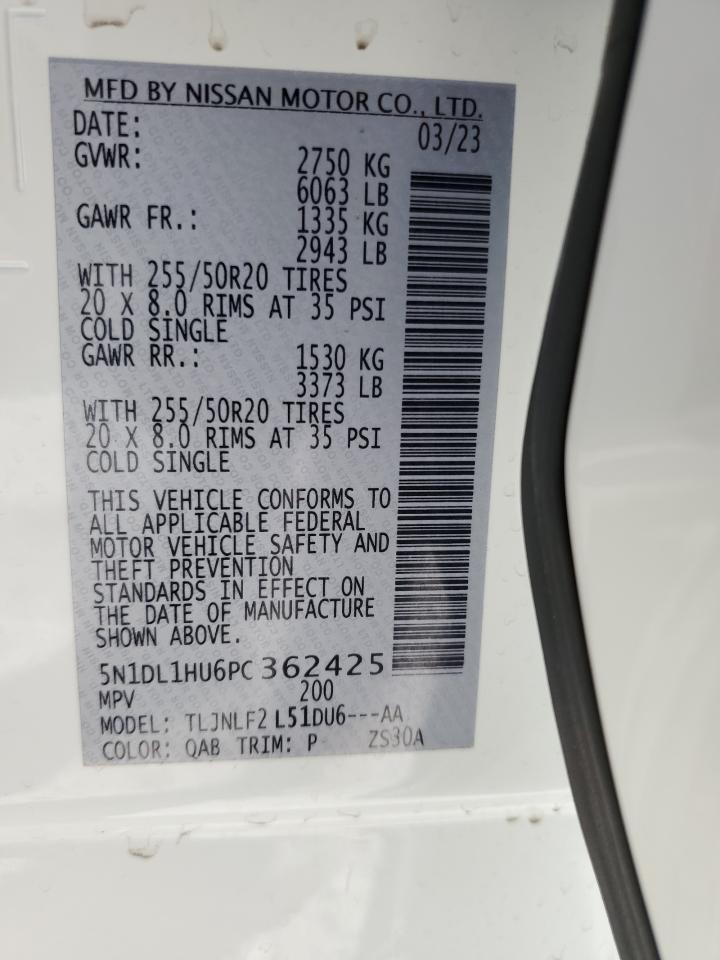 MFD BY NISSAN MOTOR CO., LTD.
DATE: 03/23
GVWR: 2750 KG
6063 LB
GAWR FR.: 1335 KG
2943 LB
WITH 255/50R20 TIRES
20 X 8.0 RIMS AT 35 PSI
COLD SINGLE
GAWR RR.: 1530 KG
3373 LB
WITH 255/50R20 TIRES
20 X 8.0 RIMS AT 35 PSI
COLD SINGLE
THIS VEHICLE CONFORMS TO
ALL APPLICABLE FEDERAL
MOTOR VEHICLE SAFETY AND
THEFT PREVENTION
STANDARDS IN EFFECT ON
THE DATE OF MANUFACTURE
SHOWN ABOVE.
5N1DL1HU6PC 362425
MPV 200
MODEL: TLJNLF2 L51DU6---AA
COLOR: QAB TRIM: P ZS30A